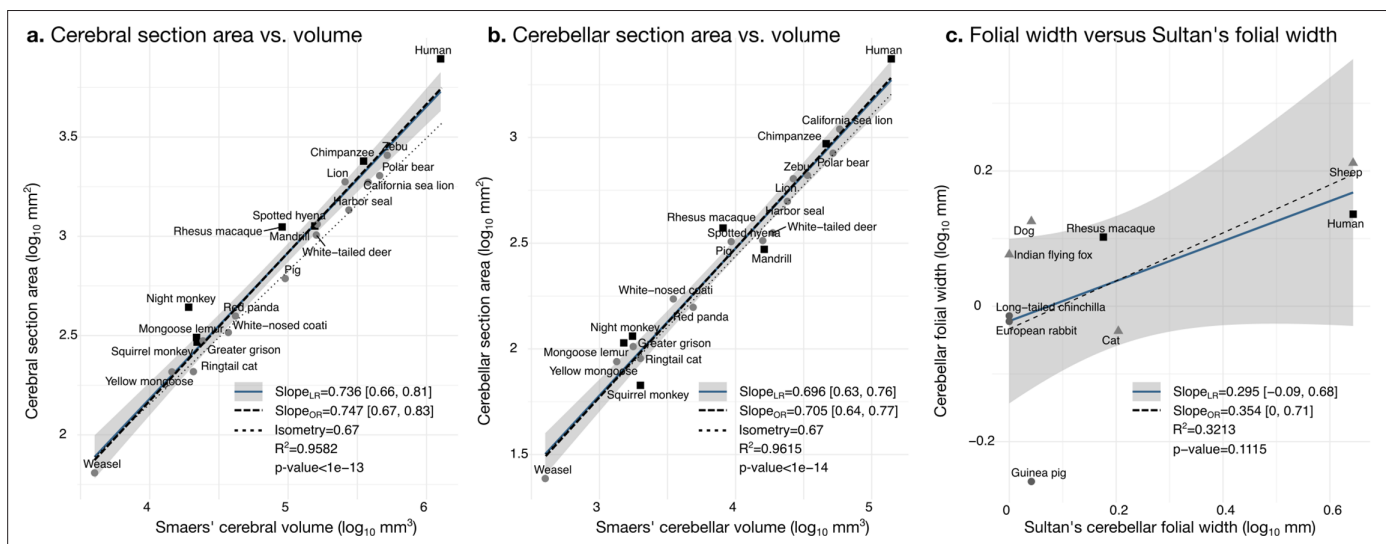 a. Cerebral section area vs. volume
Human
3.5
Zebu
Chimpanzee
Polar bear
Lion
California sea lion
Harbor seal
Spotted hyena
Rhesus macaque
3
Mandrill
White−tailed deer
Pig
Night monkey
Red panda
White−nosed coati
2.5
Mongoose lemur
Squirrel monkey
Greater grison
Ringtail cat
Yellow mongoose
Slope_LR=0.736 [0.66, 0.81]
Slope_OR=0.747 [0.67, 0.83]
Isometry=0.67
2
R²=0.9582
p-value<1e−13
Weasel
4
5
6
Cerebral section area (log₁₀ mm²)
Smaers' cerebral volume (log₁₀ mm³)
b. Cerebellar section area vs. volume
Human
California sea lion
3
Chimpanzee
Polar bear
Zebu
Lion
Harbor seal
Rhesus macaque
White−tailed deer
Spotted hyena
2.5
Pig
Mandrill
White−nosed coati
Red panda
Night monkey
Greater grison
2
Mongoose lemur
Ringtail cat
Yellow mongoose
Squirrel monkey
Slope_LR=0.696 [0.63, 0.76]
Slope_OR=0.705 [0.64, 0.77]
Isometry=0.67
R²=0.9615
p-value<1e−14
1.5
Weasel
3
4
5
Cerebellar section area (log₁₀ mm²)
Smaers' cerebellar volume (log₁₀ mm³)
c. Folial width versus Sultan's folial width
0.2
Sheep
Dog
Rhesus macaque
Human
Indian flying fox
0
Long−tailed chinchilla
European rabbit
Cat
Slope_LR=0.295 [−0.09, 0.68]
Slope_OR=0.354 [0, 0.71]
R²=0.3213
p−value=0.1115
−0.2
Guinea pig
0
0.2
0.4
0.6
Cerebellar folial width (log₁₀ mm)
Sultan's cerebellar folial width (log₁₀ mm)